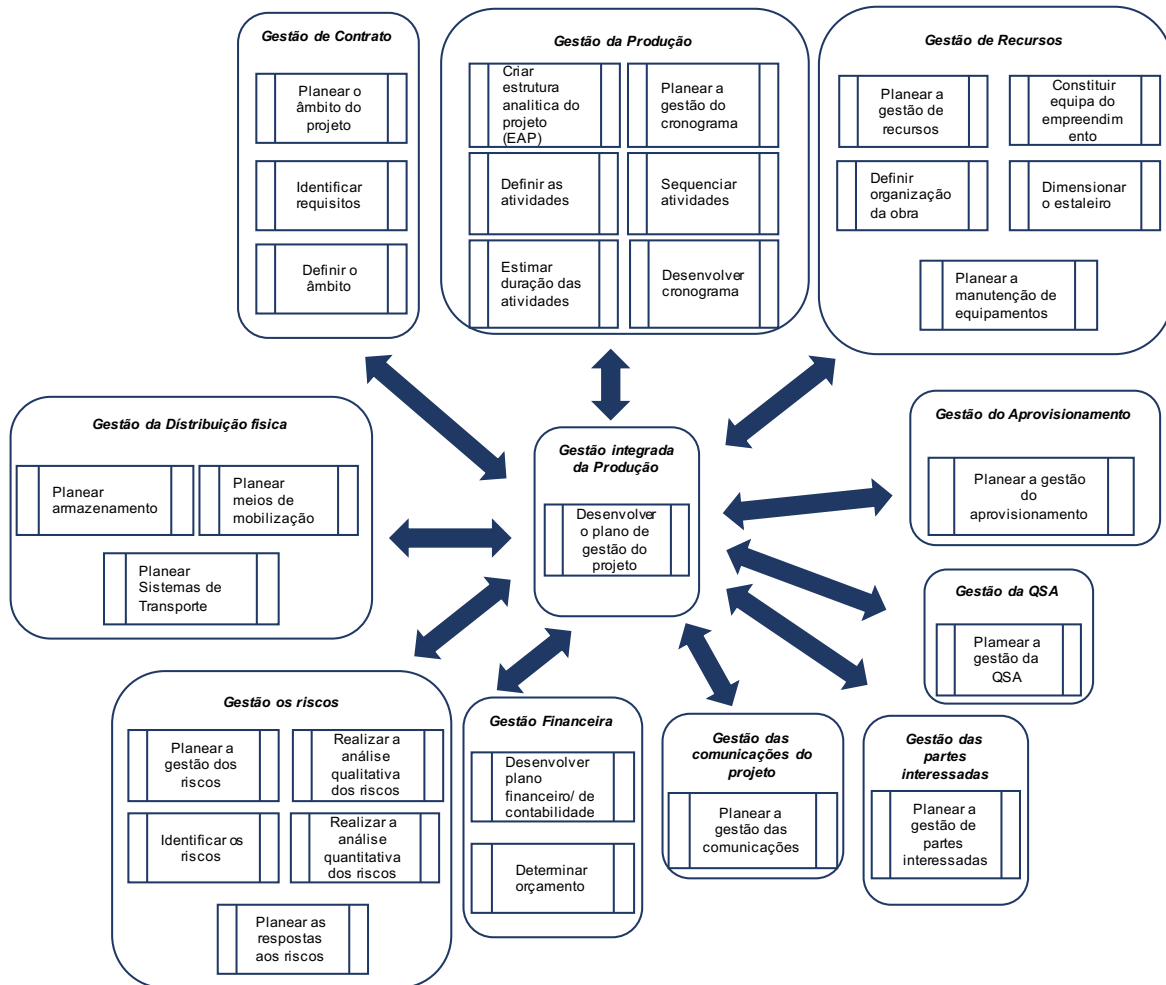 Gestão de Contrato
Planear o
âmbito do
projeto
Identificar
requisitos
Definir o
âmbito
Gestão da Produção
Criar
estrutura
analitica do
projeto
(EAP)
Planear a
gestão do
cronograma
Definir as
atividades
Sequenciar
atividades
Estimar
duração das
atividades
Desenvolver
cronograma
Gestão de Recursos
Planear a
gestão de
recursos
Constituir
equipa do
empreendim
ento
Definir
organização
da obra
Dimensionar
o estaleiro
Planear a
manutenção de
equipamentos
Gestão da Dístribuição fisica
Planear
armazenamento
Planear
meios de
mobilização
Planear
Sistemas de
Transporte
Gestão integrada
da Produção
Desenvolver
o plano de
gestão do
projeto
Gestão do Aprovisionamento
Planear a gestão
do
aprovisionamento
Gestão da QSA
Plamear a
gestão da
QSA
Gestão os riscos
Planear a
gestão dos
riscos
Realizar a
análise
qualitativa
dos riscos
Identificar os
riscos
Realizar a
análise
quantitativa
dos riscos
Planear as
respostas
aos riscos
Gestão Financeira
Desenvolver
plano
financeiro/ de
contabilidade
Determinar
orçamento
Gestão das
comunicações do
projeto
Planear a
gestão das
comunicações
Gestão das
partes
interessadas
Planear a
gestão de
partes
interessadas